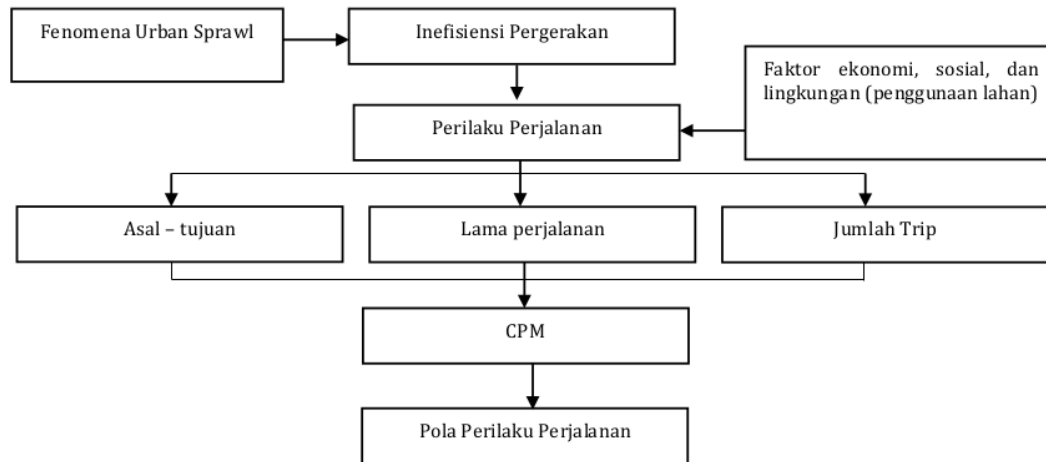 Fenomena Urban Sprawl
Inefisiensi Pergerakan
Faktor ekonomi, sosial, dan
lingkungan (penggunaan lahan)
Perilaku Perjalanan
Asal – tujuan
Lama perjalanan
Jumlah Trip
CPM
Pola Perilaku Perjalanan